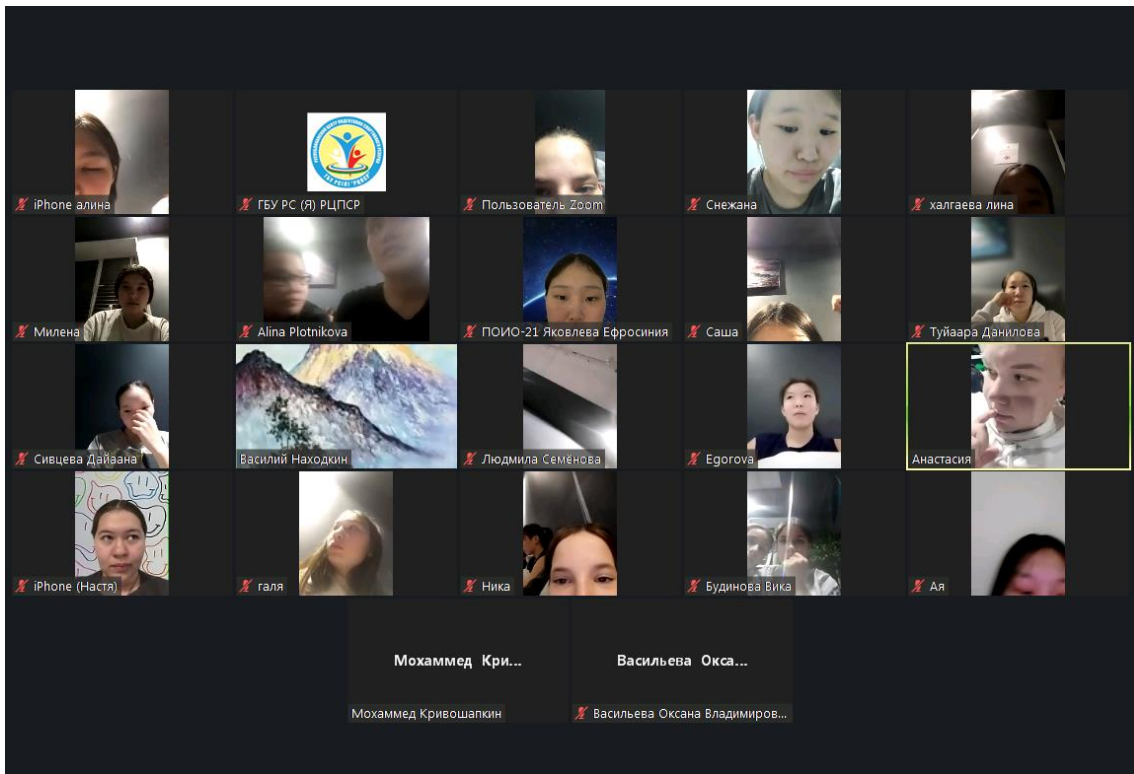 iPhone алина
ГБУ РС (Я) РЦПСР
Пользователь Zoom
Снежана
халгаева лина
Милена
Alina Plotnikova
ПОИО-21 Яковлева Ефросиния
Саша
Туйаара Данилова
Сивцева Дайаана
Василий Находкин
Людмила Семёнова
Egorova
Анастасия
iPhone (Настя)
галя
Ника
Будинова Вика
Ая
Мохаммед Кри...
Васильева Окса...
Мохаммед Кривошапкин
Васильева Оксана Владимиров...